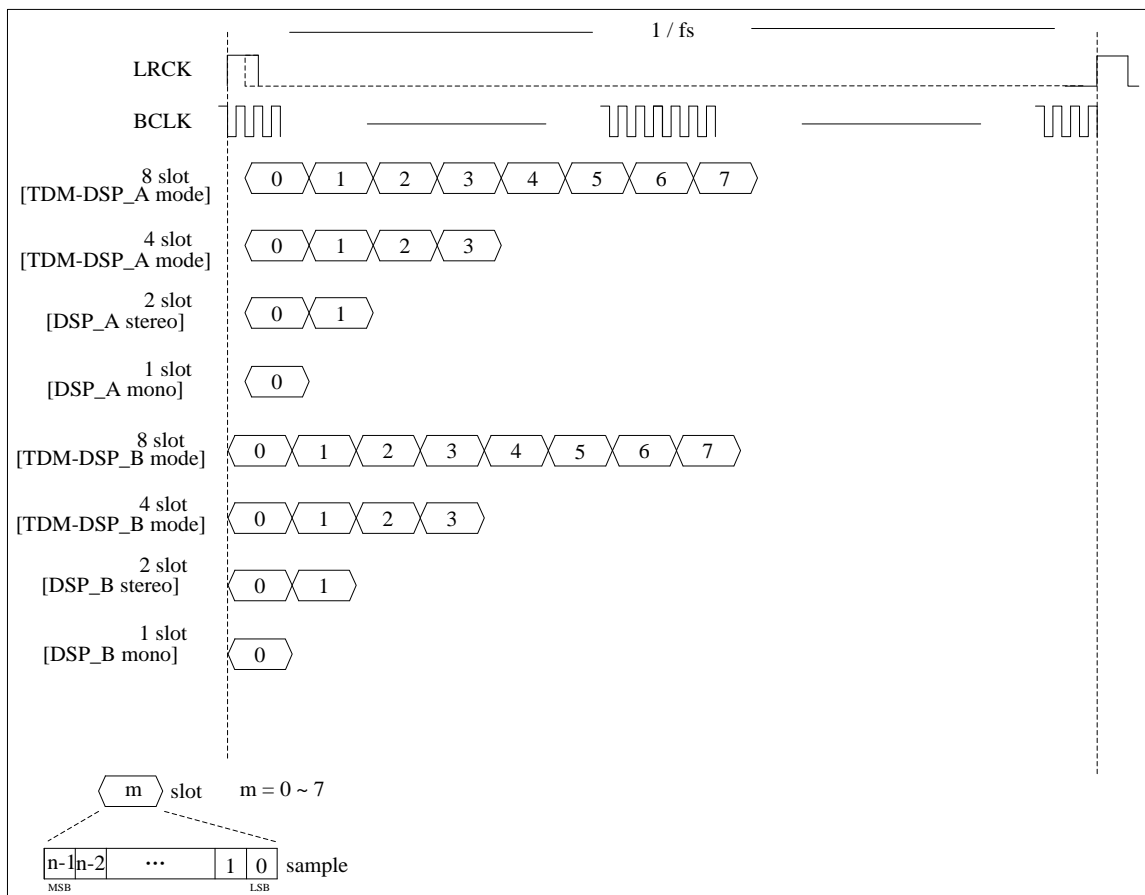 1 / fs
LRCK
BCLK
8 slot
[TDM-DSP_A mode]
0 1 2 3 4 5 6 7
4 slot
[TDM-DSP_A mode]
0 1 2 3
2 slot
[DSP_A stereo]
0 1
1 slot
[DSP_A mono]
0
8 slot
[TDM-DSP_B mode]
0 1 2 3 4 5 6 7
4 slot
[TDM-DSP_B mode]
0 1 2 3
2 slot
[DSP_B stereo]
0 1
1 slot
[DSP_B mono]
0
m slot m = 0 ~ 7
n-1 n-2 ... 1 0 sample
MSB LSB